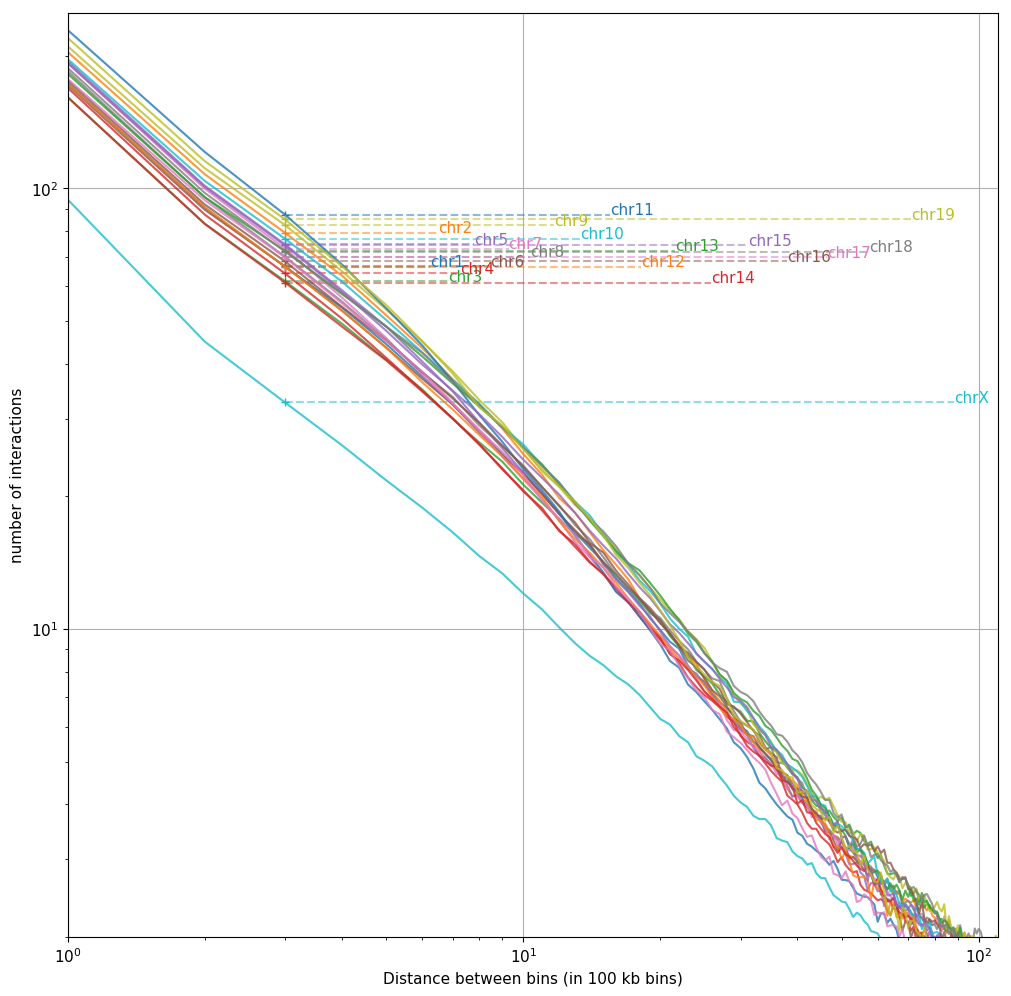 10²
10¹
number of interactions
chr11
chr19
chr9
chr2
chr10
chr5
chr15
chr7
chr13
chr18
chr8
chr17
chr16
chr1
chr6
chr12
chr4
chr3
chr14
chrX
10⁰
10¹
10²
Distance between bins (in 100 kb bins)